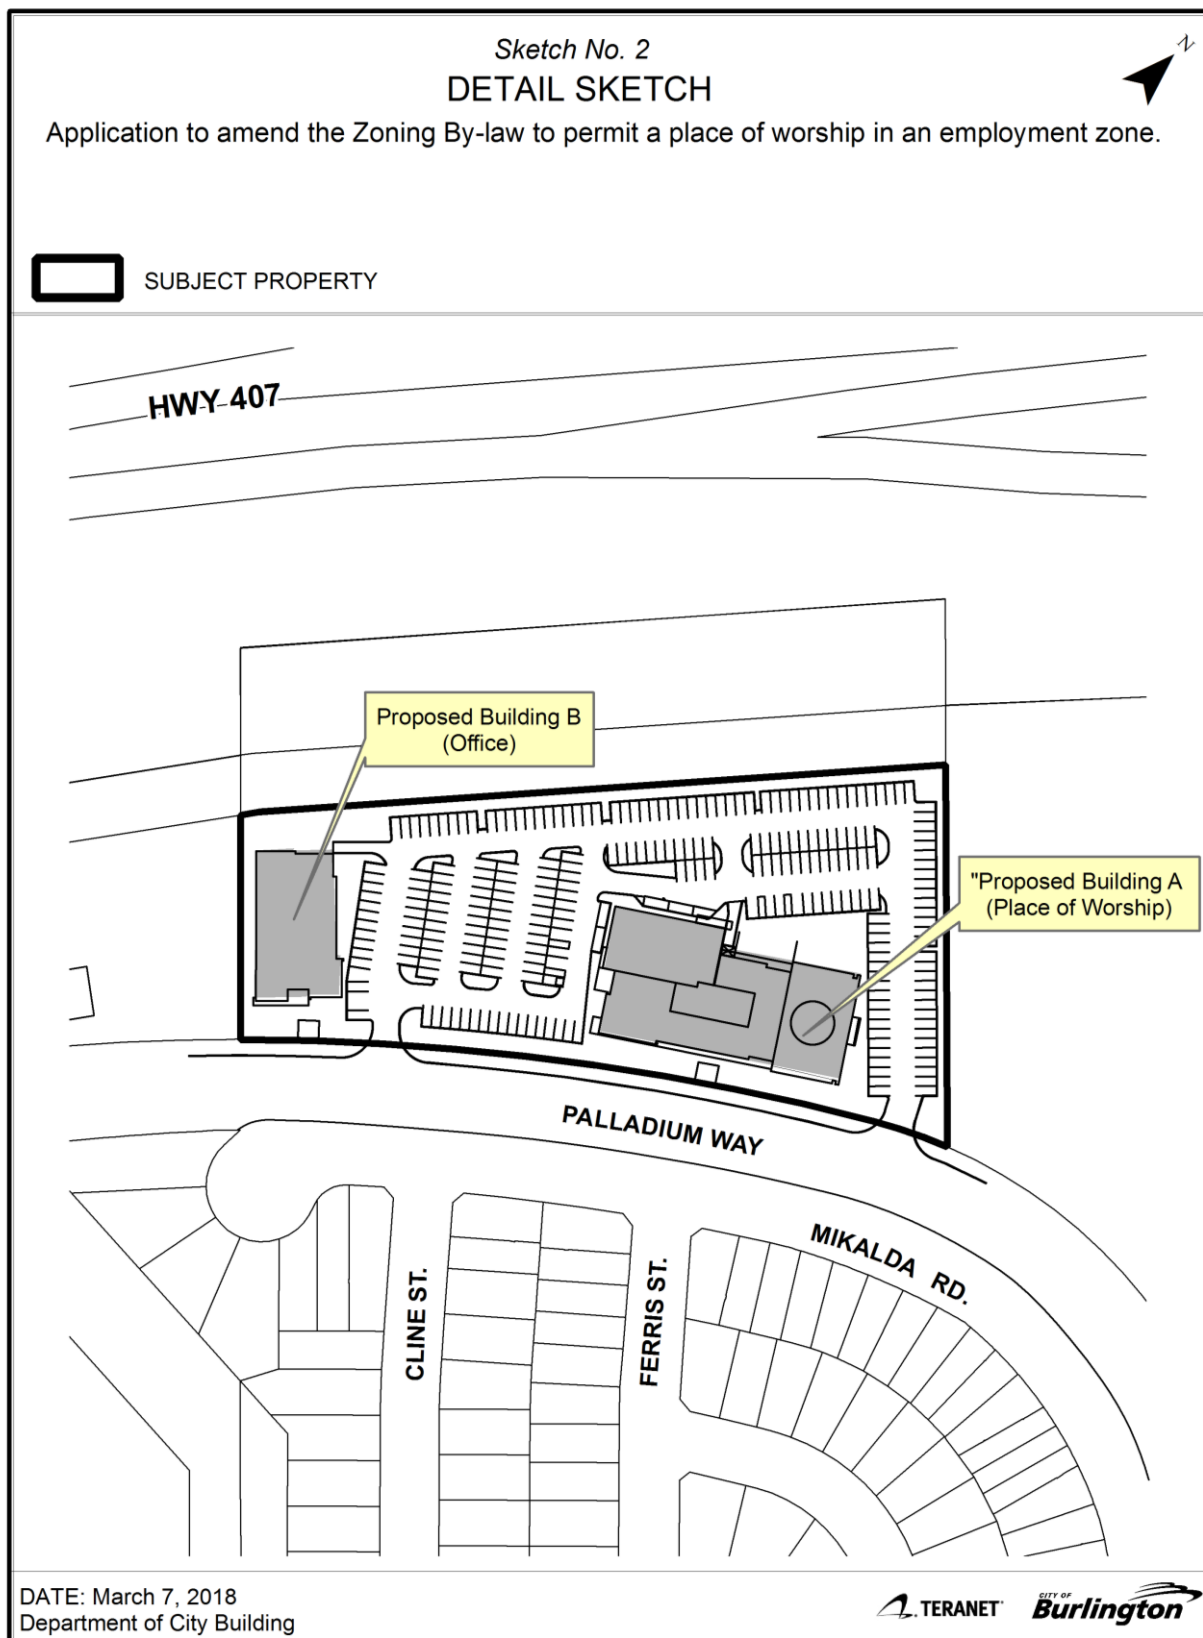 Sketch No. 2
N
DETAIL SKETCH
Application to amend the Zoning By-law to permit a place of worship in an employment zone.
SUBJECT PROPERTY
HWY 407
Proposed Building B
(Office)
"Proposed Building A
(Place of Worship)
PALLADIUM WAY
MIKALDA RD.
CLINE ST.
FERRIS ST.
DATE: March 7, 2018
Department of City Building
TERANET
CITY OF
Burlington